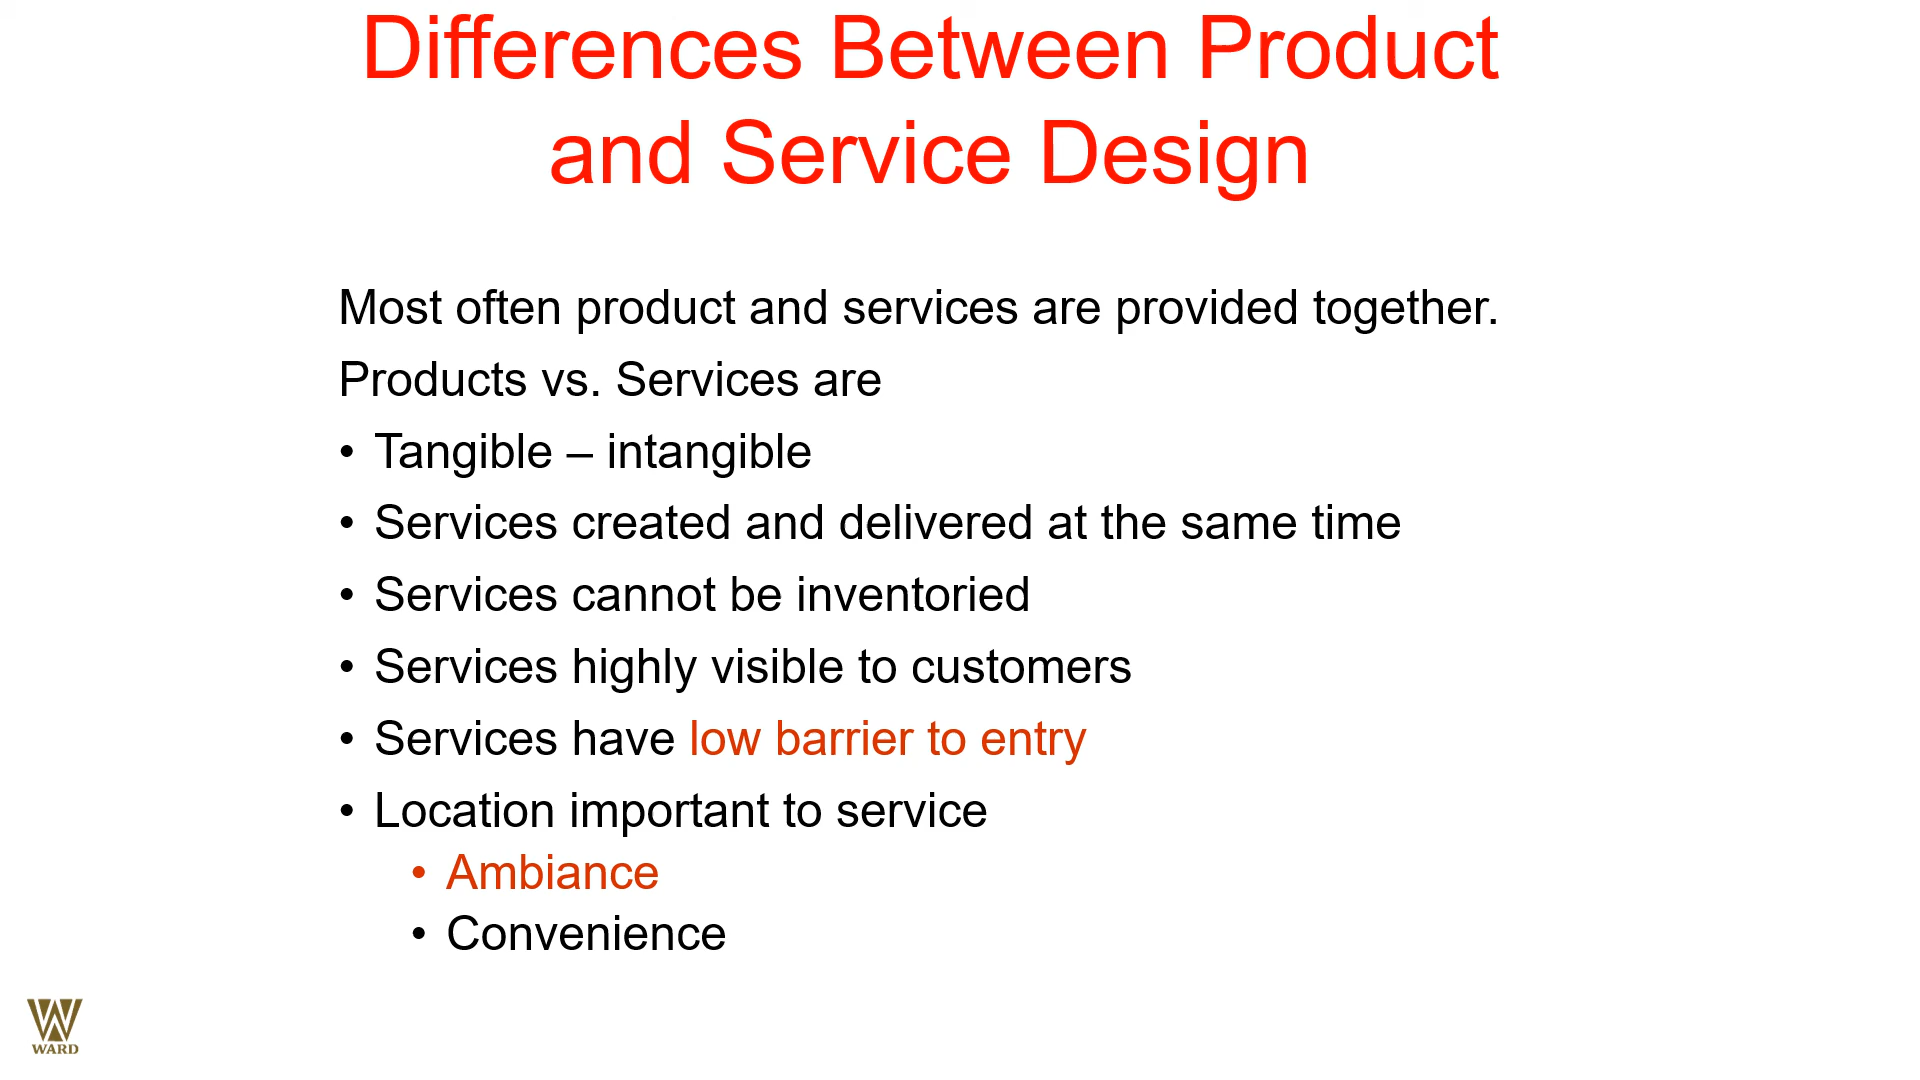 Differences Between Product
and Service Design
Most often product and services are provided together.
Products vs. Services are
• Tangible – intangible
• Services created and delivered at the same time
• Services cannot be inventoried
• Services highly visible to customers
• Services have low barrier to entry
• Location important to service
• Ambiance
• Convenience
WARD